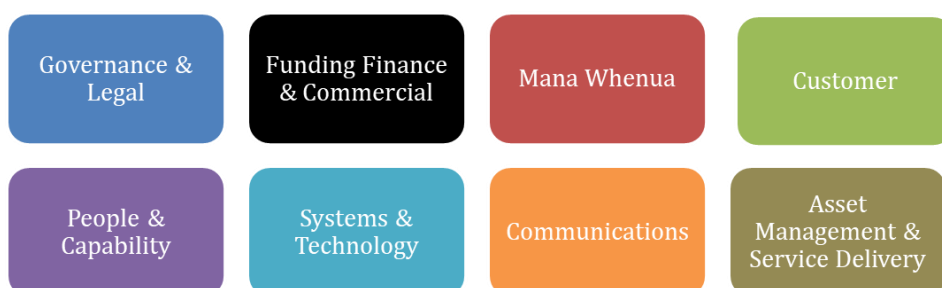 Governance &
Legal
Funding Finance
& Commercial
Mana Whenua
Customer
People &
Capability
Systems &
Technology
Communications
Asset
Management &
Service Delivery